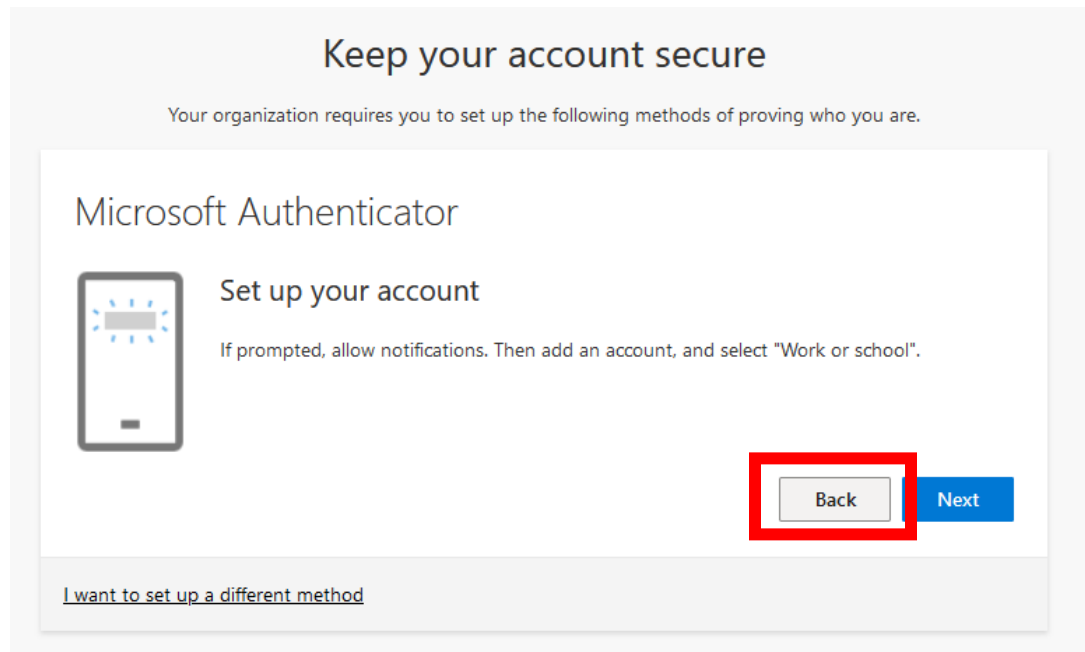 Keep your account secure
Your organization requires you to set up the following methods of proving who you are.
Microsoft Authenticator
Set up your account
If prompted, allow notifications. Then add an account, and select "Work or school".
Back
Next
I want to set up a different method